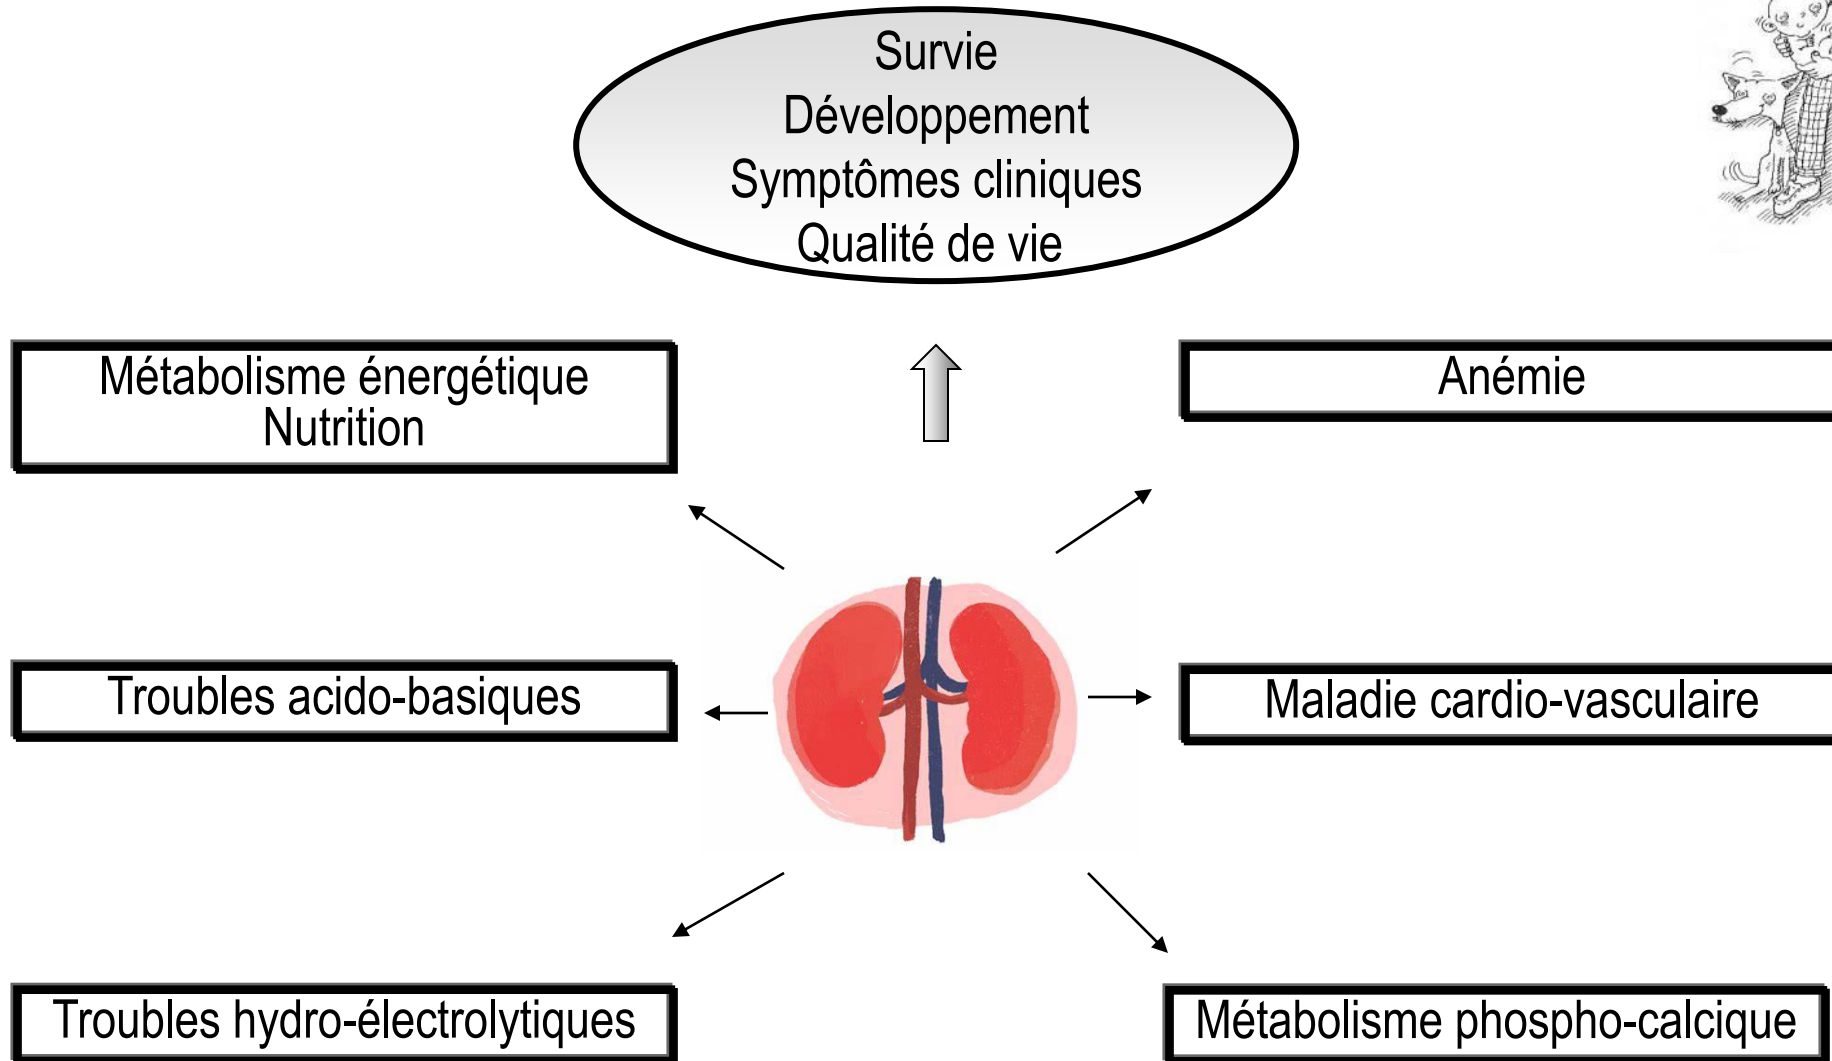 Survie
Développement
Symptômes cliniques
Qualité de vie
Métabolisme énergétique
Nutrition
Anémie
Troubles acido-basiques
Maladie cardio-vasculaire
Troubles hydro-électrolytiques
Métabolisme phospho-calcique